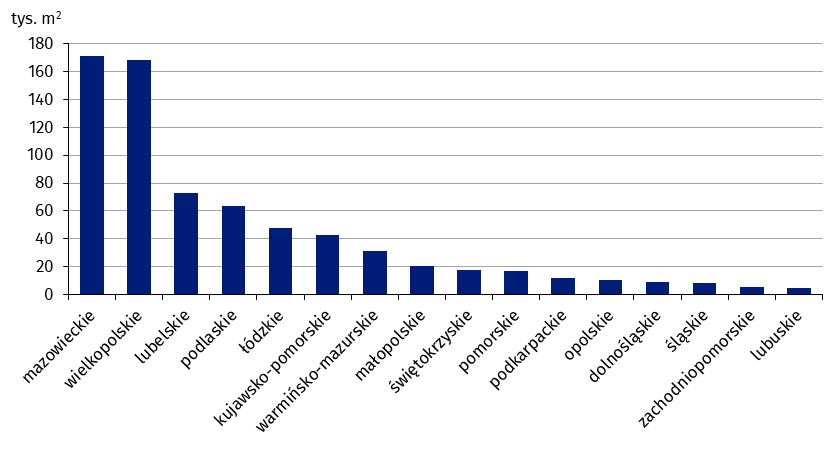 tys. m²
180
160
140
120
100
80
60
40
20
0
mazowieckie
wielkopolskie
lubelskie
podlaskie
łódzkie
kujawsko-pomorskie
warmińsko-mazurskie
małopolskie
świętokrzyskie
pomorskie
podkarpackie
opolskie
dolnośląskie
śląskie
zachodniopomorskie
lubuskie